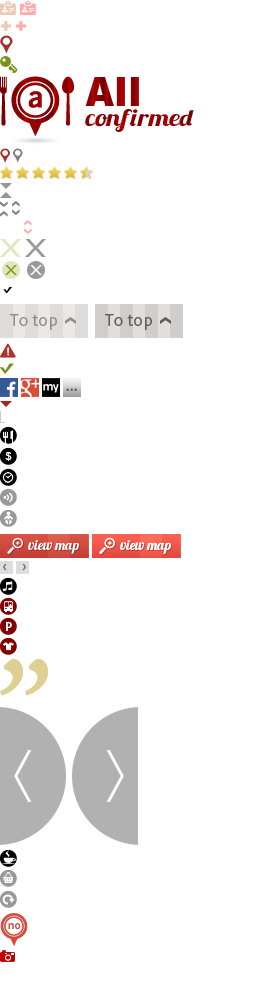 a All
confirmed
To top To top
f g+ my ...
$
view map view map
P
”
no